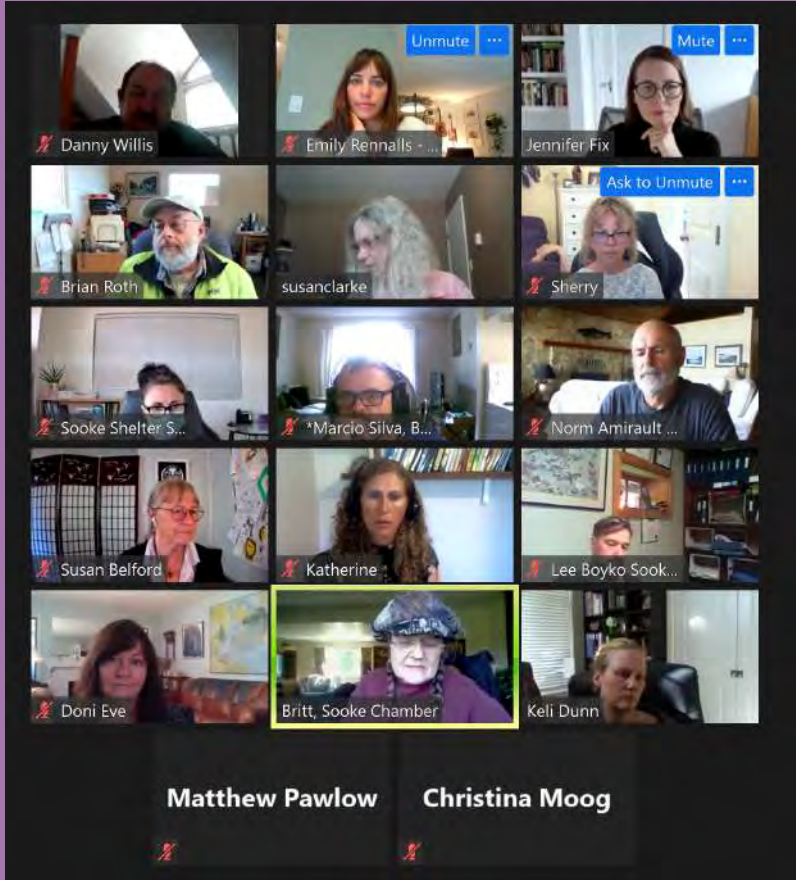 Unmute ...
Mute ...
Danny Willis
Emily Rennalls - ...
Jennifer Fix
Ask to Unmute ...
Brian Roth
susanclarke
Sherry
Sooke Shelter S...
*Marcio Silva, B...
Norm Amirault ...
Susan Belford
Katherine
Lee Boyko Sook...
Doni Eve
Britt, Sooke Chamber
Keli Dunn
Matthew Pawlow
Christina Moog